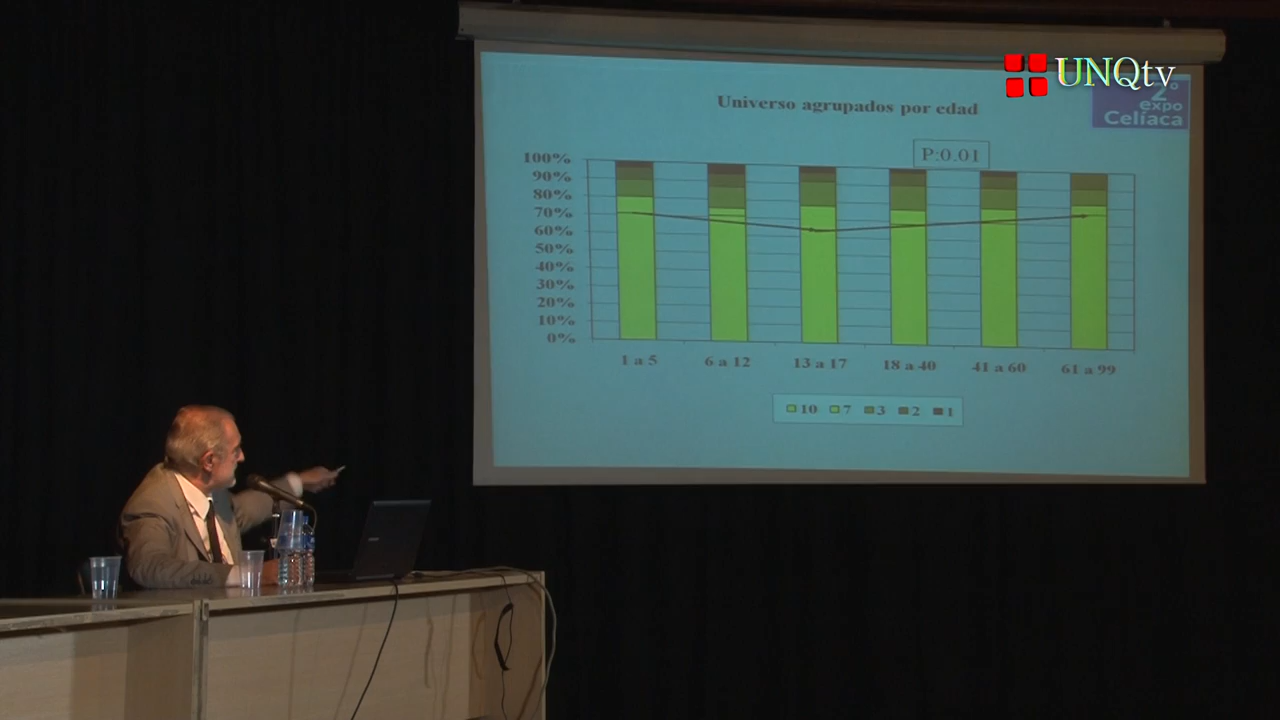 UNQtv
2º
expo
Celíaca
Universo agrupados por edad
P:0.01
100%
90%
80%
70%
60%
50%
40%
30%
20%
10%
0%
1 a 5 6 a 12 13 a 17 18 a 40 41 a 60 61 a 99
10 7 3 2 1